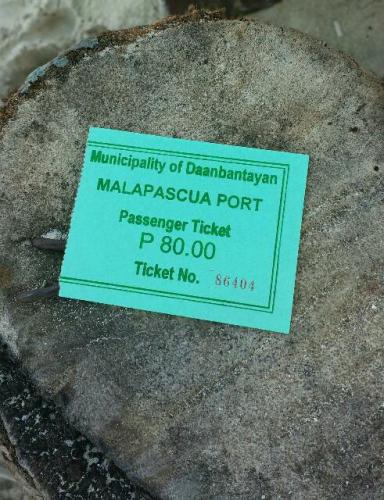 Municipality of Daanbantayan
MALAPASCUA PORT
Passenger Ticket
P 80.00
Ticket No. 86404